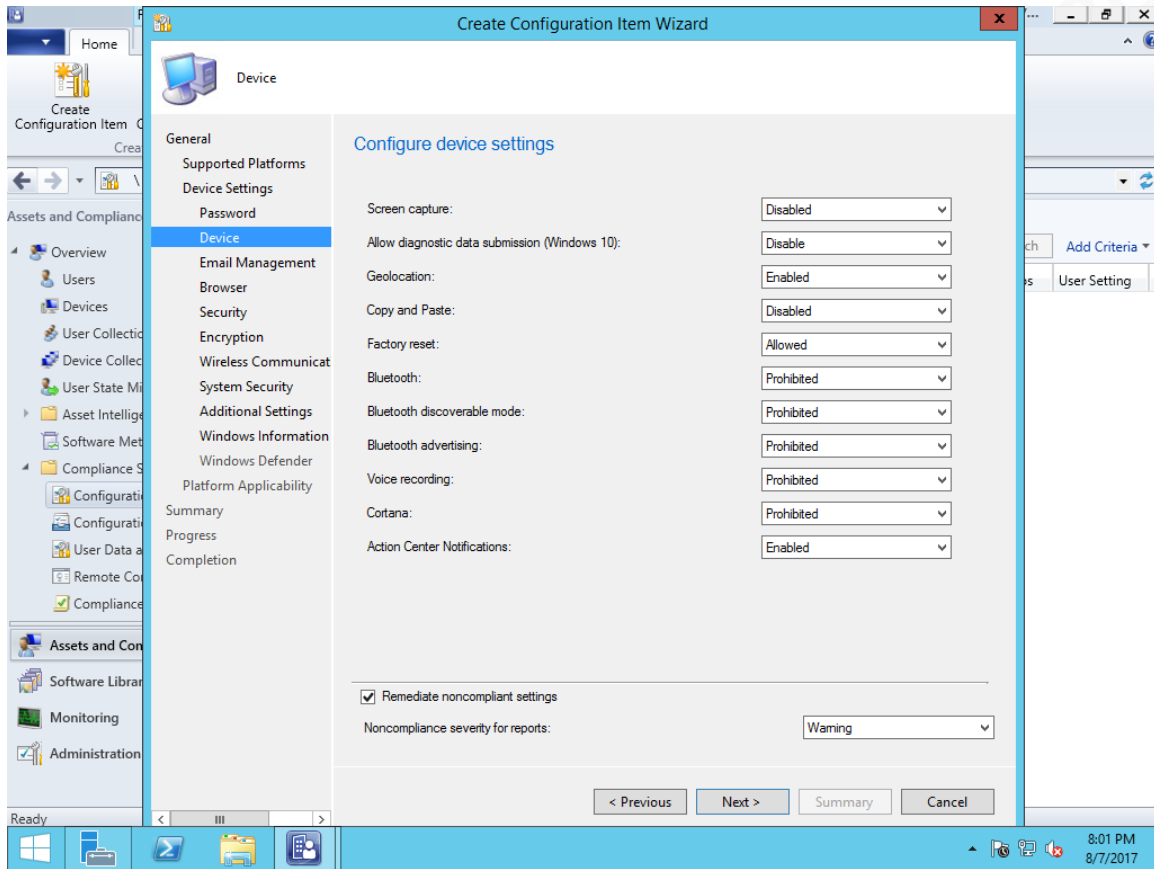 Create Configuration Item Wizard
Home
Create
Configuration Item
Assets and Complianc
Overview
Users
Devices
User Collectio
Device Collec
User State Mi
Asset Intellige
Software Met
Compliance S
Configurati
Configurati
User Data a
Remote Co
Compliance
Assets and Con
Software Librar
Monitoring
Administration
Ready
Device
General
Supported Platforms
Device Settings
Password
Device
Email Management
Browser
Security
Encryption
Wireless Communicat
System Security
Additional Settings
Windows Information
Windows Defender
Platform Applicability
Summary
Progress
Completion
Configure device settings
Screen capture: Disabled
Allow diagnostic data submission (Windows 10): Disable
Geolocation: Enabled
Copy and Paste: Disabled
Factory reset: Allowed
Bluetooth: Prohibited
Bluetooth discoverable mode: Prohibited
Bluetooth advertising: Prohibited
Voice recording: Prohibited
Cortana: Prohibited
Action Center Notifications: Enabled
Remediate noncompliant settings
Noncompliance severity for reports: Warning
< Previous Next > Summary Cancel
Add Criteria
User Setting
8:01 PM
8/7/2017